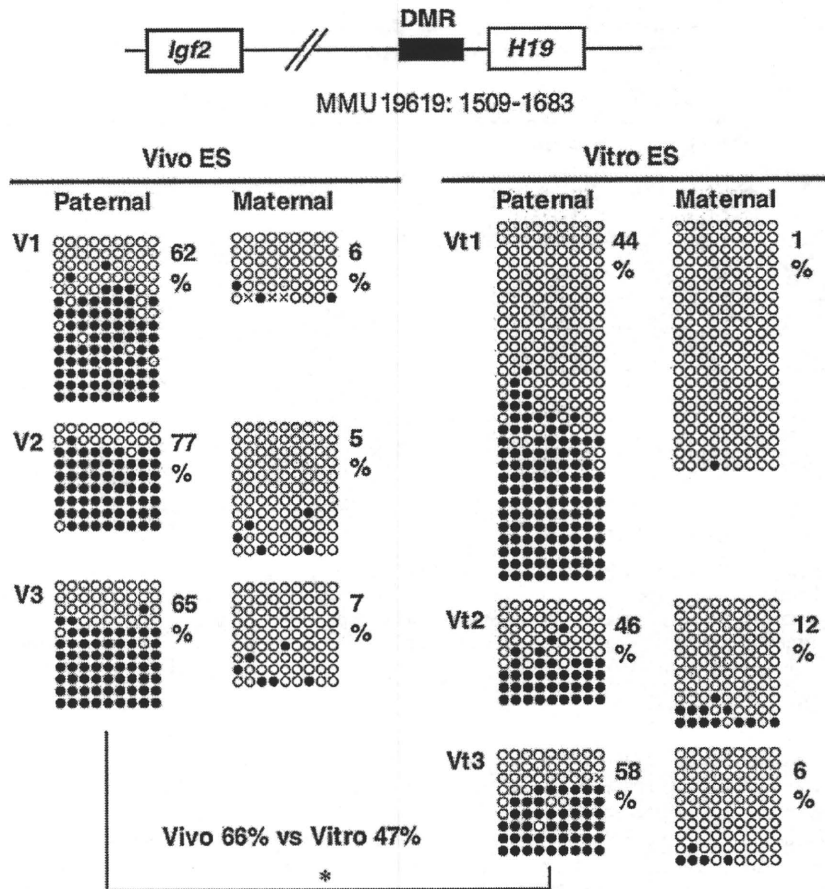 DMR
Igf2
H19
MMU19619: 1509-1683
Vivo ES
Vitro ES
Paternal
Maternal
Paternal
Maternal
V1
62
%
6
%
Vt1
44
%
1
%
V2
77
%
5
%
V3
65
%
7
%
Vt2
46
%
12
%
Vt3
58
%
6
%
Vivo 66% vs Vitro 47%
*